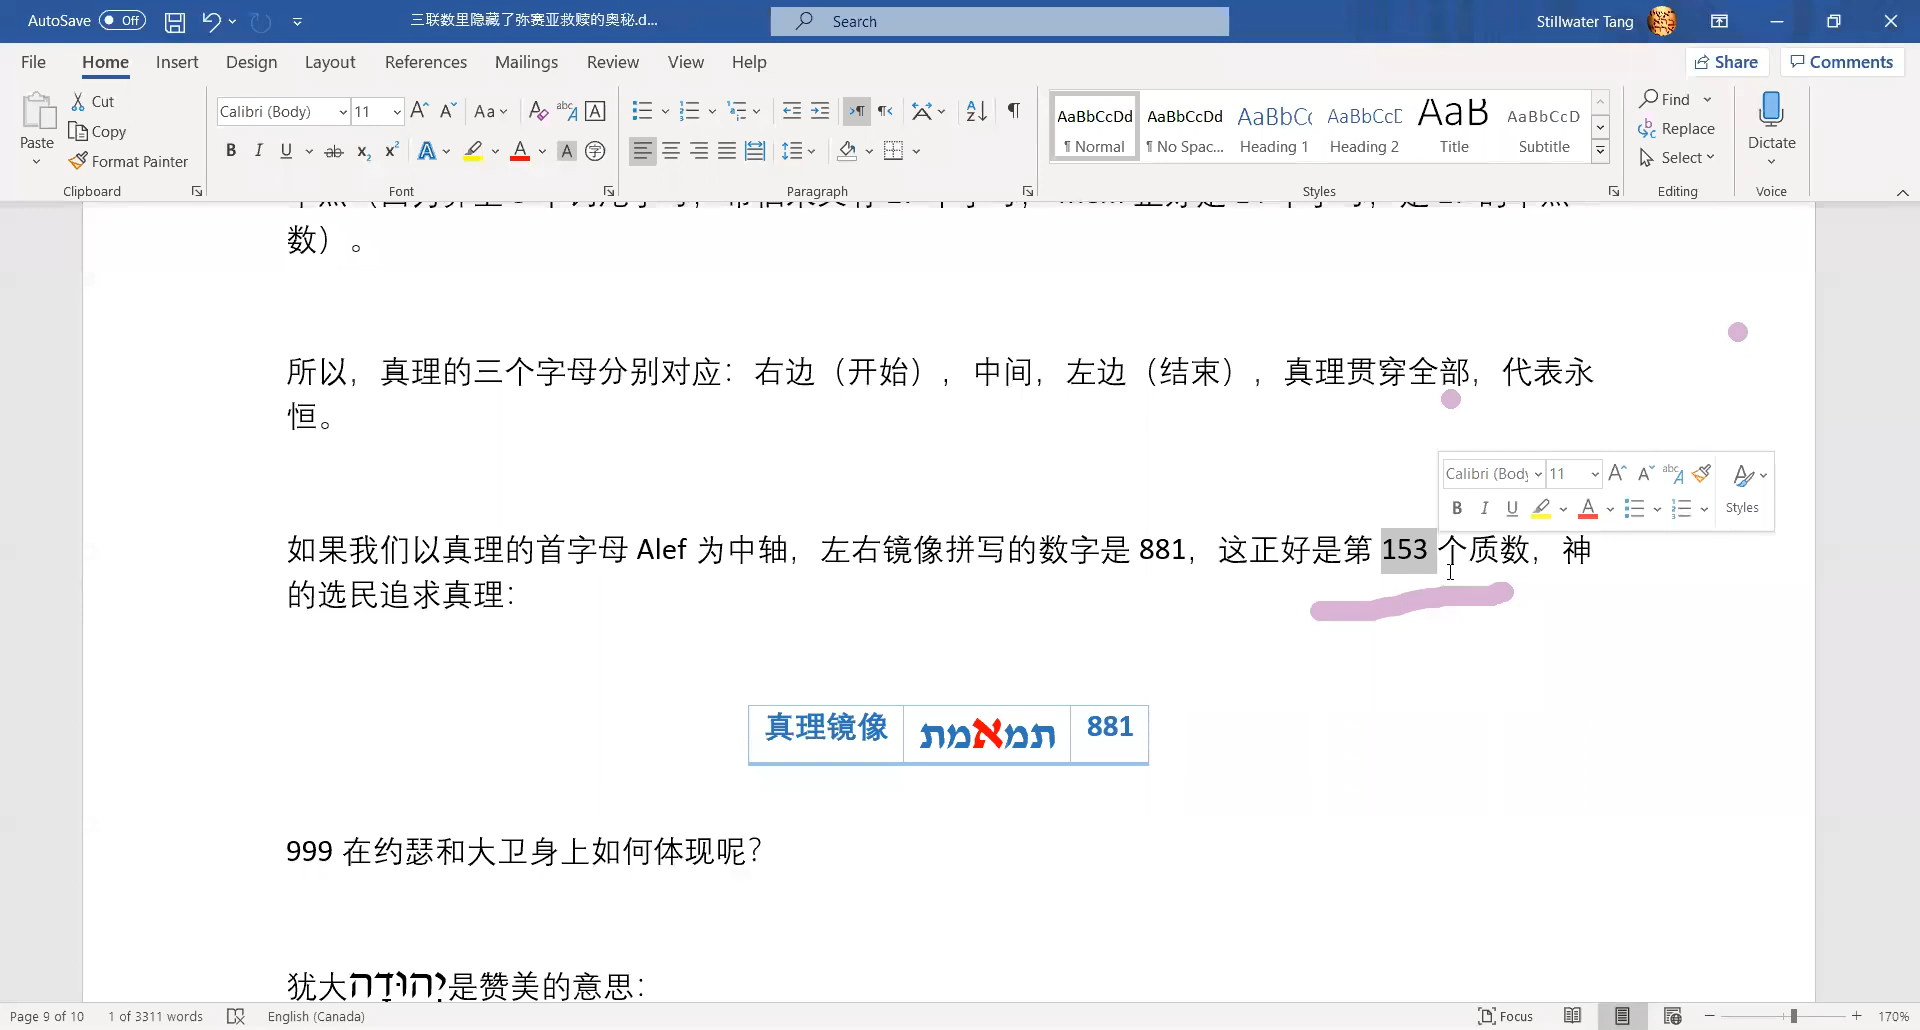 AutoSave Off 三联数里隐藏了弥赛亚救赎的奥秘.d... Search Stillwater Tang
File Home Insert Design Layout References Mailings Review View Help Share Comments
Paste Cut Copy Format Painter Clipboard
Calibri (Body) 11 Font
Paragraph
AaBbCcDd AaBbCcDd AaBbCc AaBbCcD AaB AaBbCcD
¶ Normal ¶ No Spac... Heading 1 Heading 2 Title Subtitle
Styles
Find Replace Select Editing
Dictate Voice
数）。
所以，真理的三个字母分别对应：右边（开始），中间，左边（结束），真理贯穿全部，代表永
恒。
Calibri (Body 11
Styles
如果我们以真理的首字母 Alef 为中轴，左右镜像拼写的数字是 881，这正好是第 153 个质数，神
的选民追求真理：
真理镜像 תמאמת 881
999 在约瑟和大卫身上如何体现呢？
犹大יְהוּדָה是赞美的意思：
Page 9 of 10 1 of 3311 words English (Canada) Focus 170%